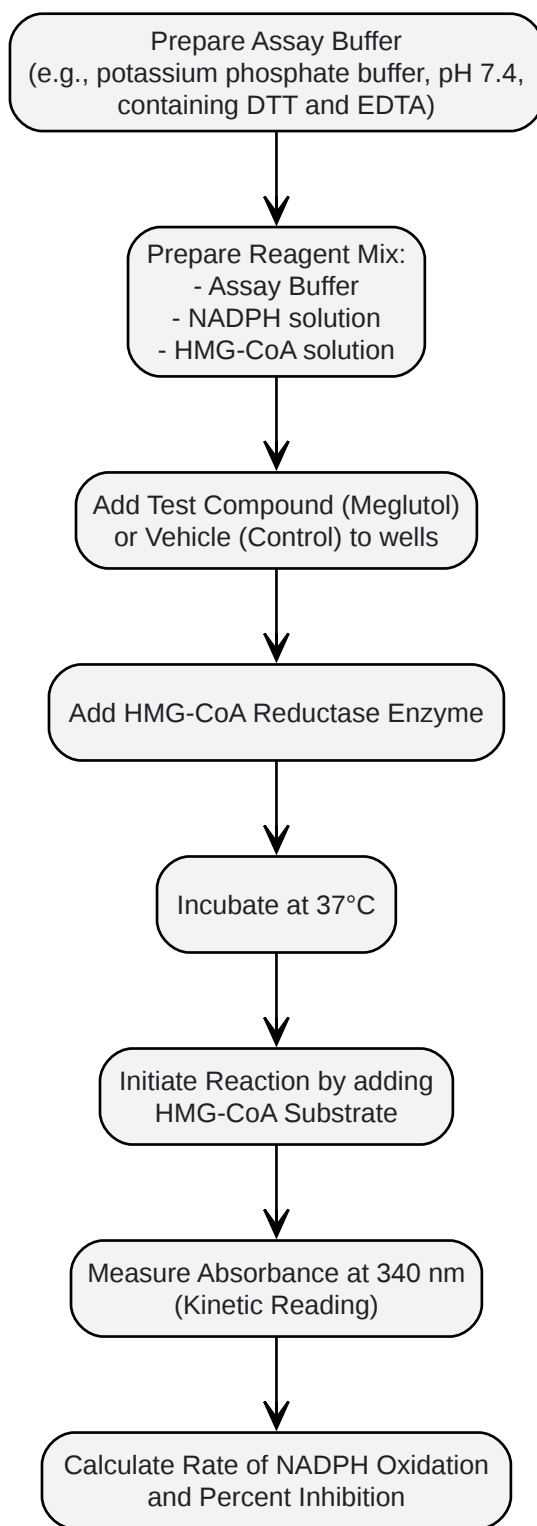 Prepare Assay Buffer
(e.g., potassium phosphate buffer, pH 7.4,
containing DTT and EDTA)
Prepare Reagent Mix:
- Assay Buffer
- NADPH solution
- HMG-CoA solution
Add Test Compound (Meglutol)
or Vehicle (Control) to wells
Add HMG-CoA Reductase Enzyme
Incubate at 37°C
Initiate Reaction by adding
HMG-CoA Substrate
Measure Absorbance at 340 nm
(Kinetic Reading)
Calculate Rate of NADPH Oxidation
and Percent Inhibition